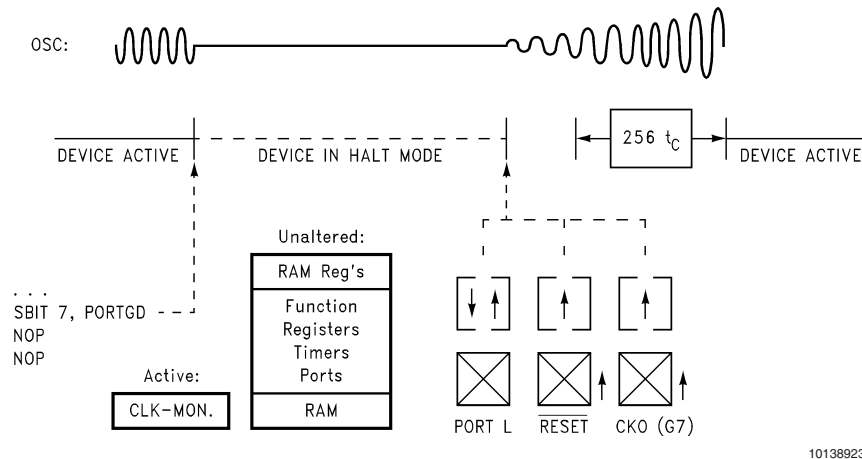 OSC:
256 tC
DEVICE ACTIVE
DEVICE IN HALT MODE
DEVICE ACTIVE
Unaltered:
RAM Reg's
Function
Registers
Timers
Ports
RAM
. . .
SBIT 7, PORTGD
NOP
NOP
Active:
CLK-MON.
PORT L
RESET
CKO (G7)
10138923